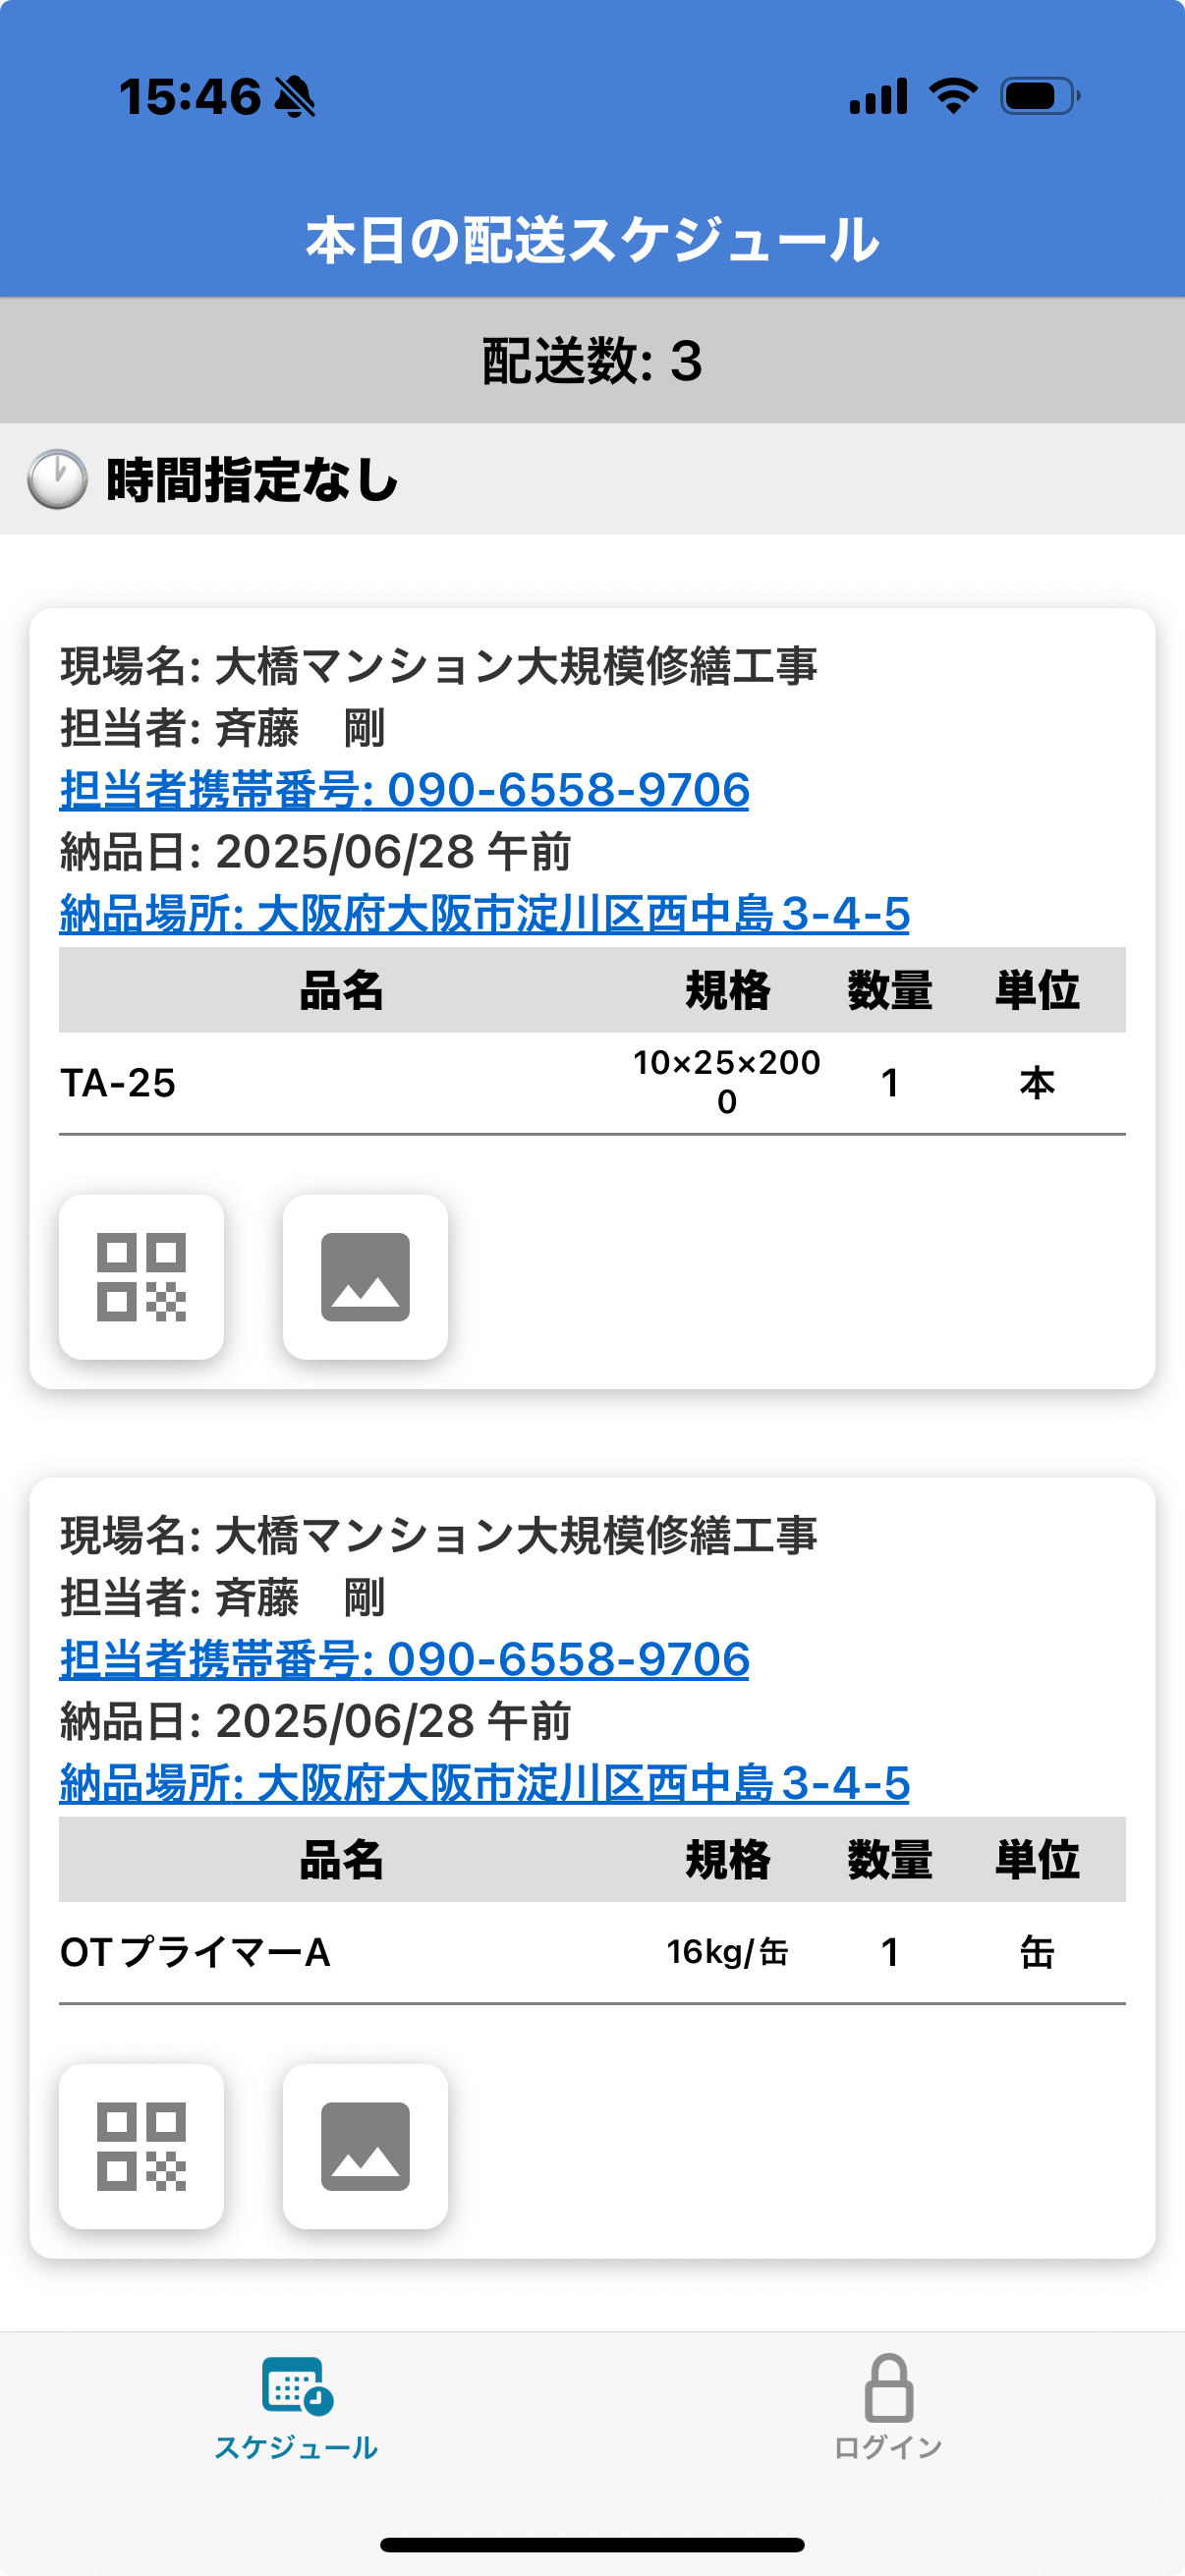 15:46
本日の配送スケジュール
配送数: 3
時間指定なし
現場名: 大橋マンション大規模修繕工事
担当者: 斉藤　剛
担当者携帯番号: 090-6558-9706
納品日: 2025/06/28 午前
納品場所: 大阪府大阪市淀川区西中島3-4-5
品名 規格 数量 単位
TA-25 10×25×200 1 本
0
現場名: 大橋マンション大規模修繕工事
担当者: 斉藤　剛
担当者携帯番号: 090-6558-9706
納品日: 2025/06/28 午前
納品場所: 大阪府大阪市淀川区西中島3-4-5
品名 規格 数量 単位
OTプライマーA 16kg/缶 1 缶
スケジュール ログイン